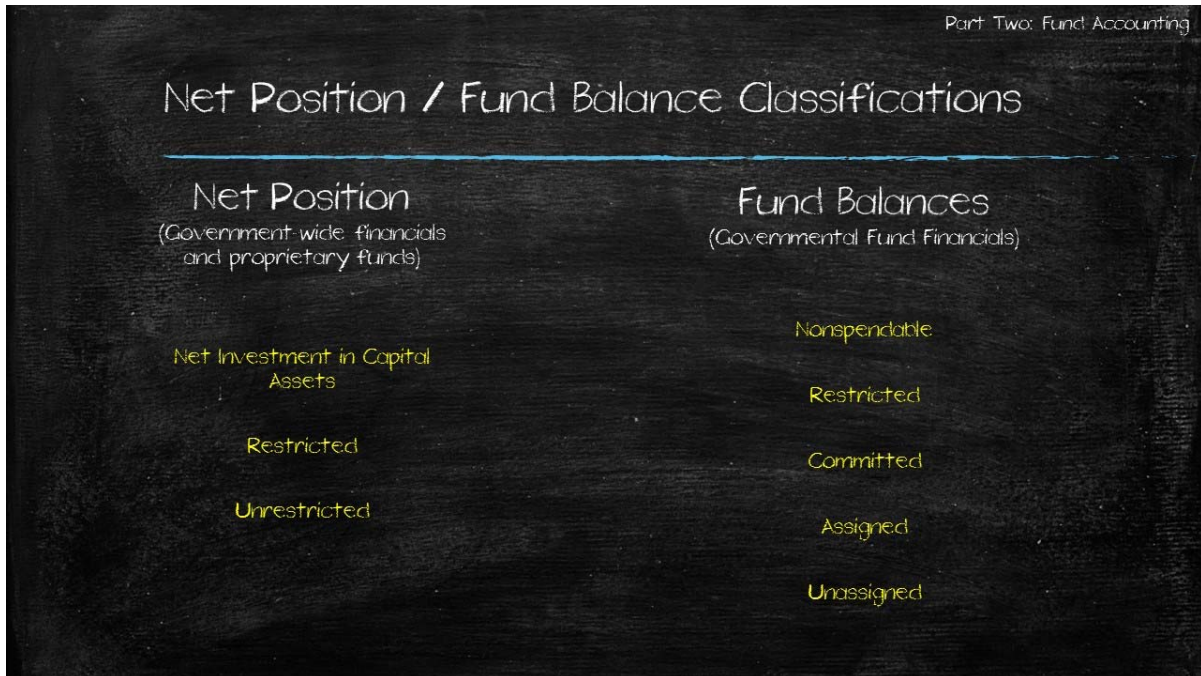 Part Two: Fund Accounting
Net Position / Fund Balance Classifications
Net Position
(Government-wide financials
and proprietary funds)
Net Investment in Capital
Assets
Restricted
Unrestricted
Fund Balances
(Governmental Fund Financials)
Nonspendable
Restricted
Committed
Assigned
Unassigned